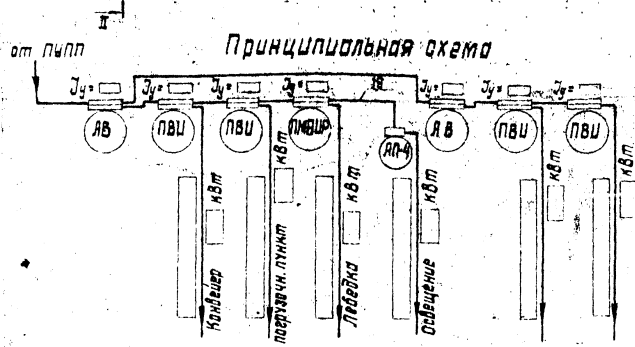 II
от ПУПП
Принципиальная схема
Jу=
Jу=
Jу=
Jу=
Jу=
Jу=
Jу=
АВ
ПВИ
ПВИ
ПМВИР
АП-4
АВ
ПВИ
ПВИ
кВт
кВт
кВт
кВт
кВт
кВт
Конвейер
погрузочн. пункт
Лебедка
Освещение